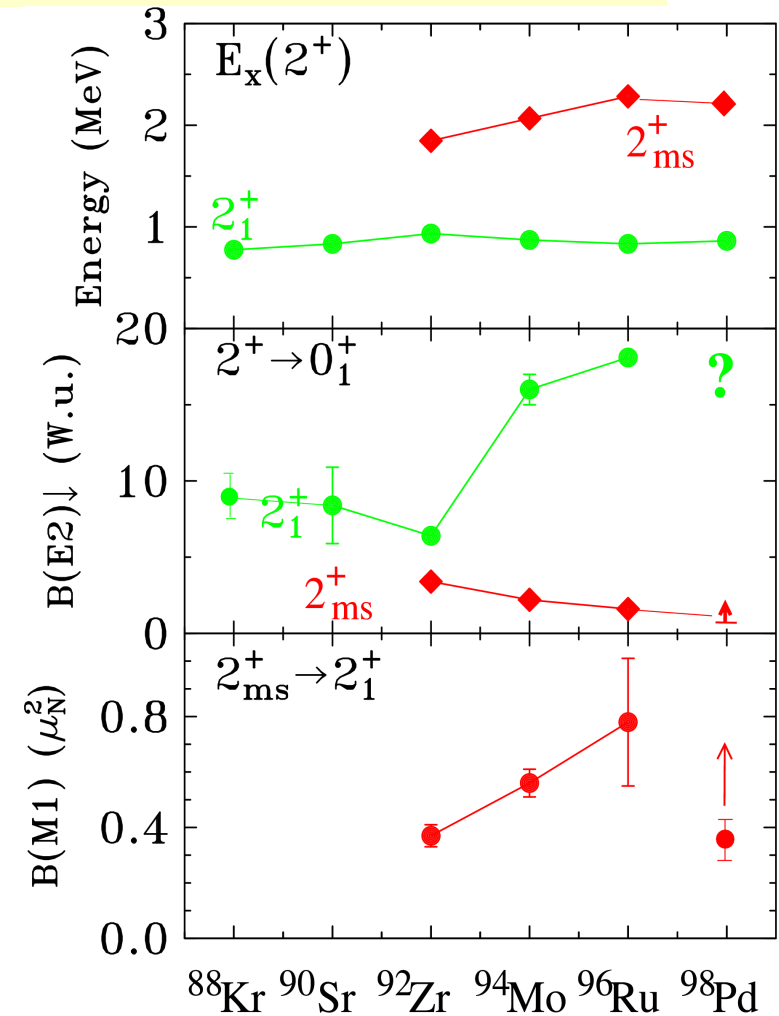 3
Eₓ(2⁺)
2
2⁺ms
Energy (MeV)
2⁺₁
1
20
2⁺→0⁺₁
?
B(E2)↓ (W.u.)
10
2⁺₁
2⁺ms
0
2⁺ms→2⁺₁
B(M1) (μ²N)
0.8
0.4
0.0
⁸⁸Kr ⁹⁰Sr ⁹²Zr ⁹⁴Mo ⁹⁶Ru ⁹⁸Pd